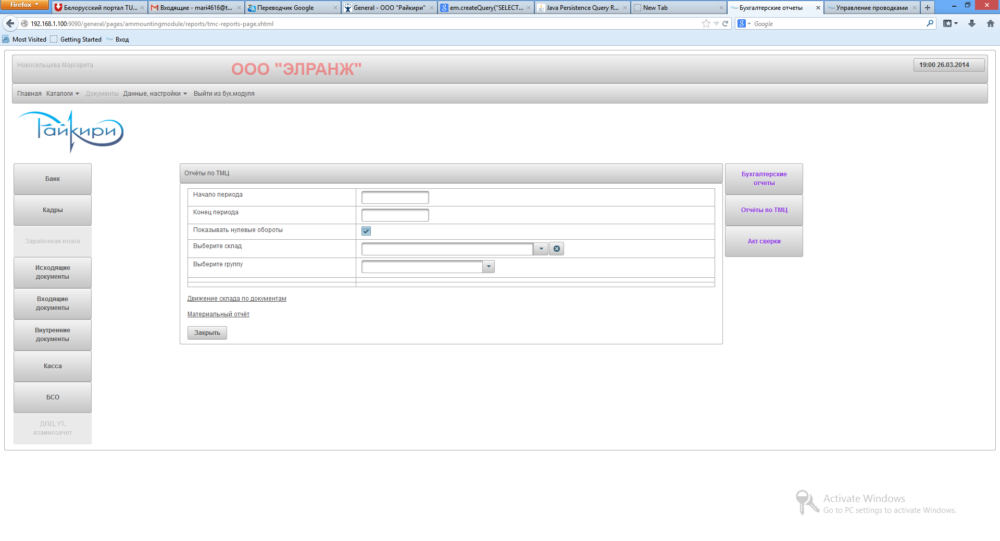 Firefox
Белорусский портал TU...
Входящие - mari4616@t...
Переводчик Google
General - ООО "Райкири"
em.createQuery("SELECT...
Java Persistence Query R...
New Tab
Бухгалтерские отчеты
Управление проводками
192.168.1.100:9090/general/pages/ammountingmodule/reports/tmc-reports-page.xhtml
Google
Most Visited
Getting Started
Вход
Новосельцева Маргарита
ООО "ЭЛРАНЖ"
19:00 26.03.2014
Главная
Каталоги
Документы
Данные, настройки
Выйти из бух.модуля
Райкири
Банк
Кадры
Заработная плата
Исходящие
документы
Входящие
документы
Внутренние
документы
Касса
БСО
ДПД, УТ,
взаимозачет
Отчёты по ТМЦ
Начало периода
Конец периода
Показывать нулевые обороты
Выберите склад
Выберите группу
Движение склада по документам
Материальный отчёт
Закрыть
Бухгалтерские
отчеты
Отчёты по ТМЦ
Акт сверки
Activate Windows
Go to PC settings to activate Windows.